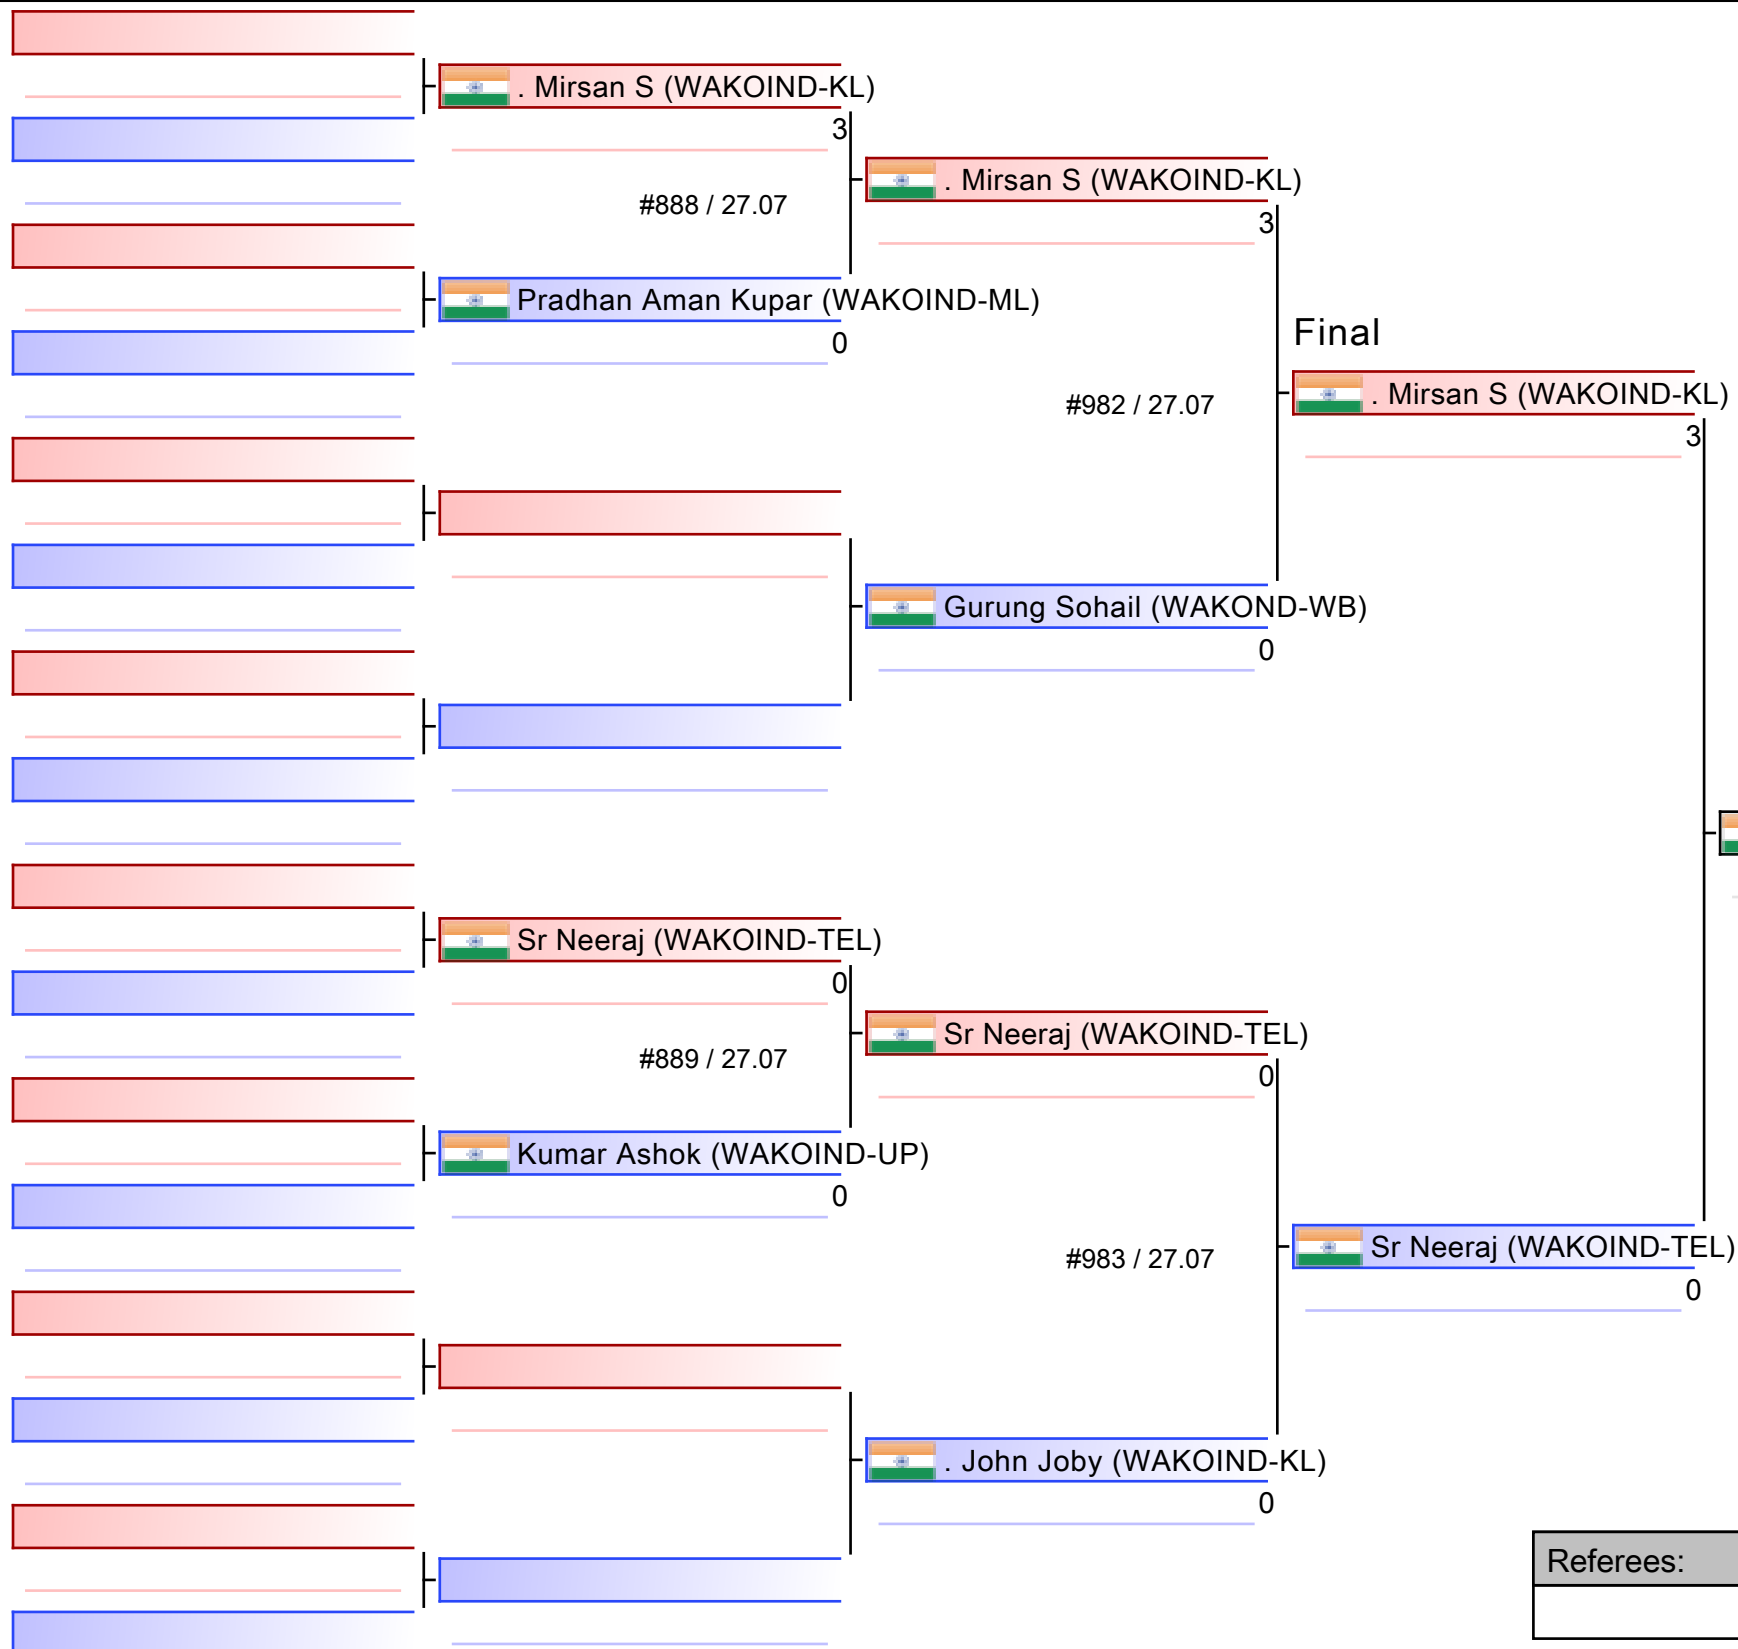 . Mirsan S (WAKOIND-KL)
3
#888 / 27.07
Pradhan Aman Kupar (WAKOIND-ML)
0
. Mirsan S (WAKOIND-KL)
3
#982 / 27.07
Gurung Sohail (WAKOND-WB)
0
Final
. Mirsan S (WAKOIND-KL)
3
Sr Neeraj (WAKOIND-TEL)
0
#889 / 27.07
Kumar Ashok (WAKOIND-UP)
0
Sr Neeraj (WAKOIND-TEL)
0
#983 / 27.07
. John Joby (WAKOIND-KL)
0
Sr Neeraj (WAKOIND-TEL)
0
Referees: